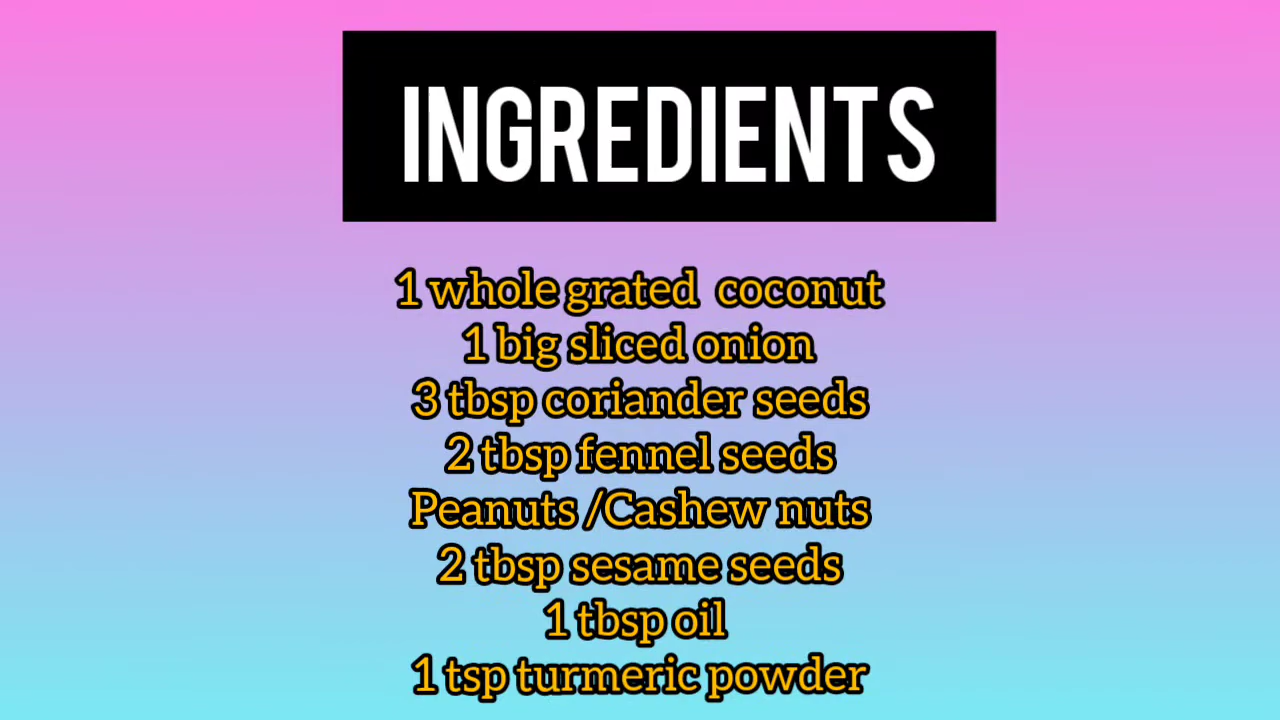 INGREDIENTS
1 whole grated coconut
1 big sliced onion
3 tbsp coriander seeds
2 tbsp fennel seeds
Peanuts /Cashew nuts
2 tbsp sesame seeds
1 tbsp oil
1 tsp turmeric powder